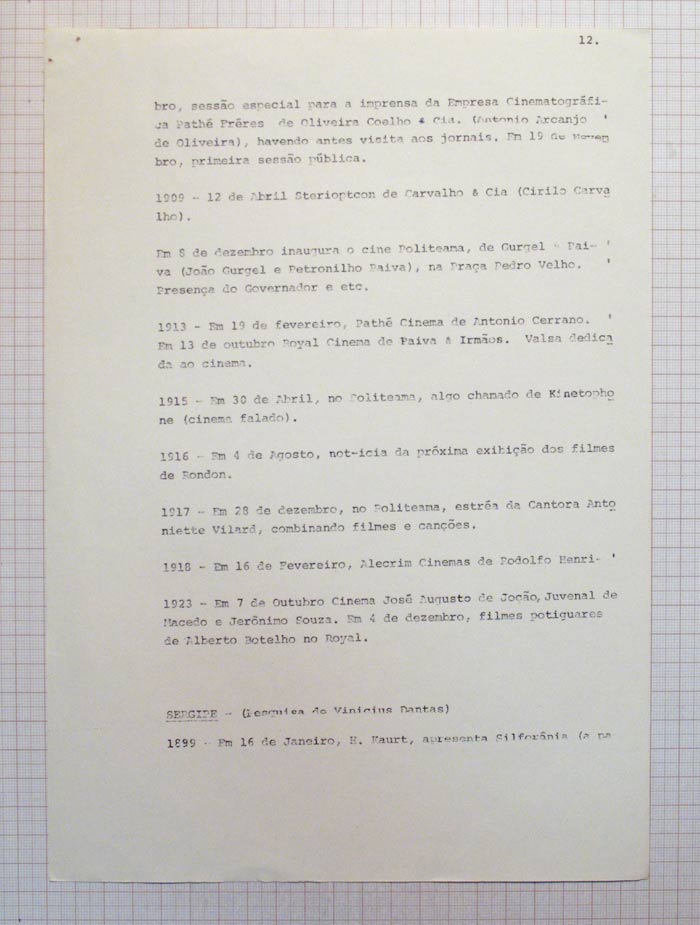 12.
bro, sessão especial para a imprensa da Empresa Cinematográfi-
ca Pathé Fréres de Oliveira Coelho & Cia. (Antonio Arcanjo '
de Oliveira), havendo antes visita aos jornais. Em 19 de Novem
bro, primeira sessão pública.
1909 - 12 de Abril Sterioptcon de Carvalho & Cia (Cirilo Carva
lho).
Em 8 de dezembro inaugura o cine Politeama, de Gurgel - Pai- '
va (João Gurgel e Petronilho Paiva), na Praça Pedro Velho. '
Presença do Governador e etc.
1913 - Em 19 de fevereiro, Pathé Cinema de Antonio Cerrano. '
Em 13 de outubro Royal Cinema de Paiva & Irmãos. Valsa dedica
da ao cinema.
1915 - Em 30 de Abril, no Politeama, algo chamado de Kinetopho
ne (cinema falado).
1916 - Em 4 de Agosto, not-icia da próxima exibição dos filmes
de Rondon.
1917 - Em 28 de dezembro, no Politeama, estréa da Cantora Anto
niette Vilard, combinando filmes e canções.
1918 - Em 16 de Fevereiro, Alecrim Cinemas de Rodolfo Henri- '
1923 - Em 7 de Outubro Cinema José Augusto de Joção, Juvenal de
Macedo e Jerônimo Souza. Em 4 de dezembro, filmes potiguares
de Alberto Botelho no Royal.
SERGIPE - (Pesquisa de Vinicius Dantas)
1899 - Em 16 de Janeiro, H. Kaurt, apresenta Silforânia (a pa